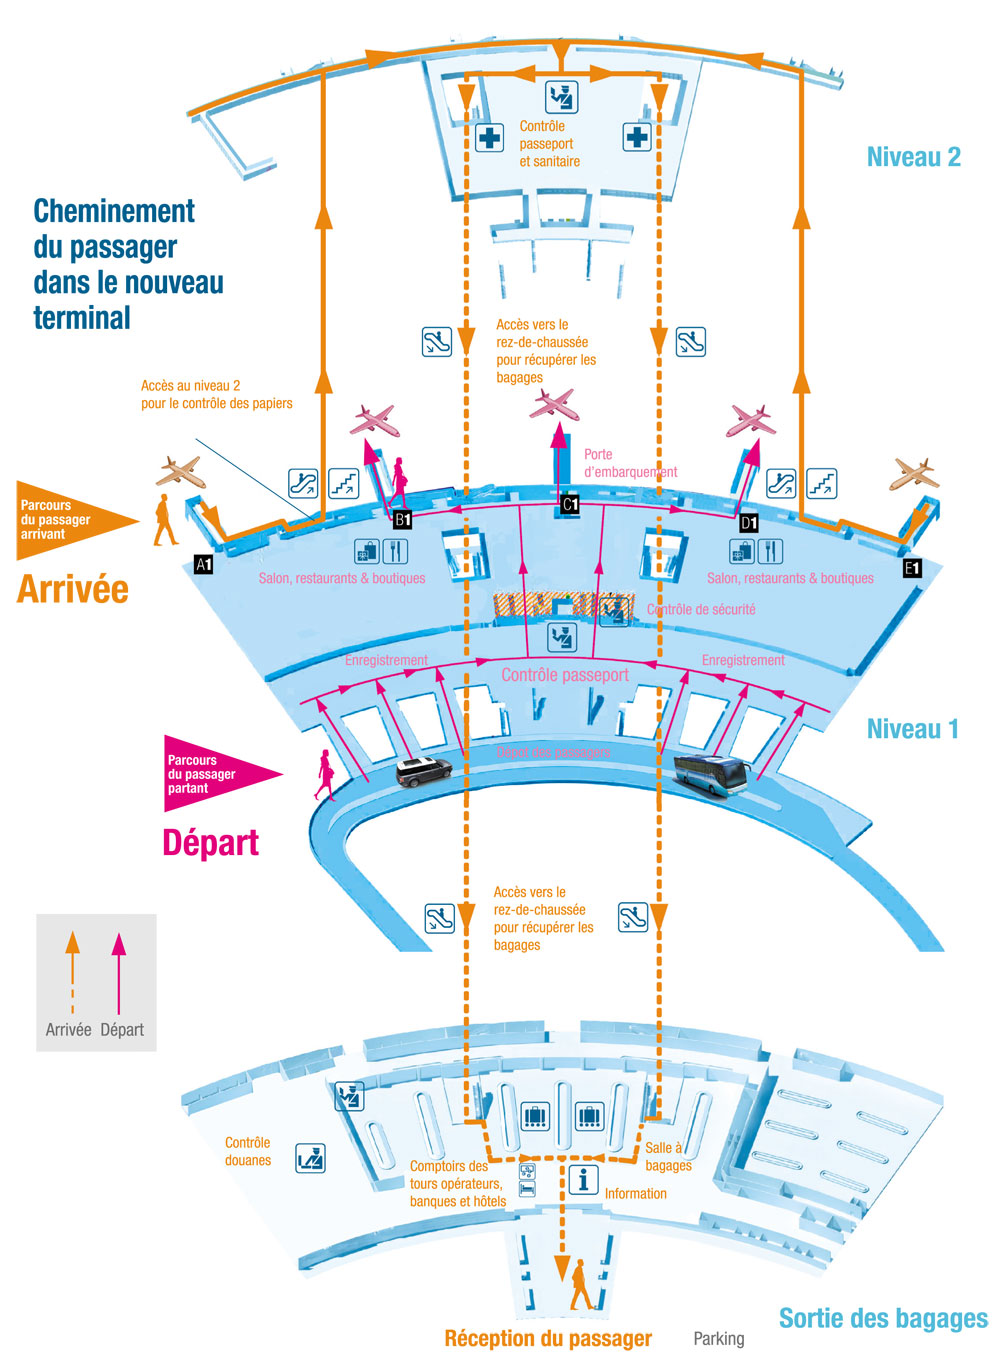 Cheminement
du passager
dans le nouveau
terminal
Niveau 2
Contrôle
passeport
et sanitaire
Accès vers le
rez-de-chaussée
pour récupérer les
bagages
Accès au niveau 2
pour le contrôle des papiers
Porte
d'embarquement
Parcours
du passager
arrivant
Arrivée
A1
B1
C1
D1
E1
Salon, restaurants & boutiques
Salon, restaurants & boutiques
Contrôle de sécurité
Enregistrement
Enregistrement
Contrôle passeport
Niveau 1
Dépot des passagers
Parcours
du passager
partant
Départ
Accès vers le
rez-de-chaussée
pour récupérer les
bagages
Arrivée Départ
Contrôle
douanes
Comptoirs des
tours opérateurs,
banques et hôtels
Salle à
bagages
i
Information
Sortie des bagages
Réception du passager
Parking